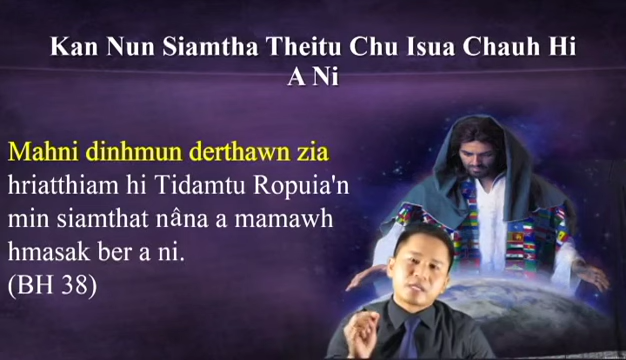 Kan Nun Siamtha Theitu Chu Isua Chauh Hi
A Ni
Mahni dinhmun derthawn zia
hriatthiam hi Tidamtu Ropuia'n
min siamthat nâna a mamawh
hmasak ber a ni.
(BH 38)